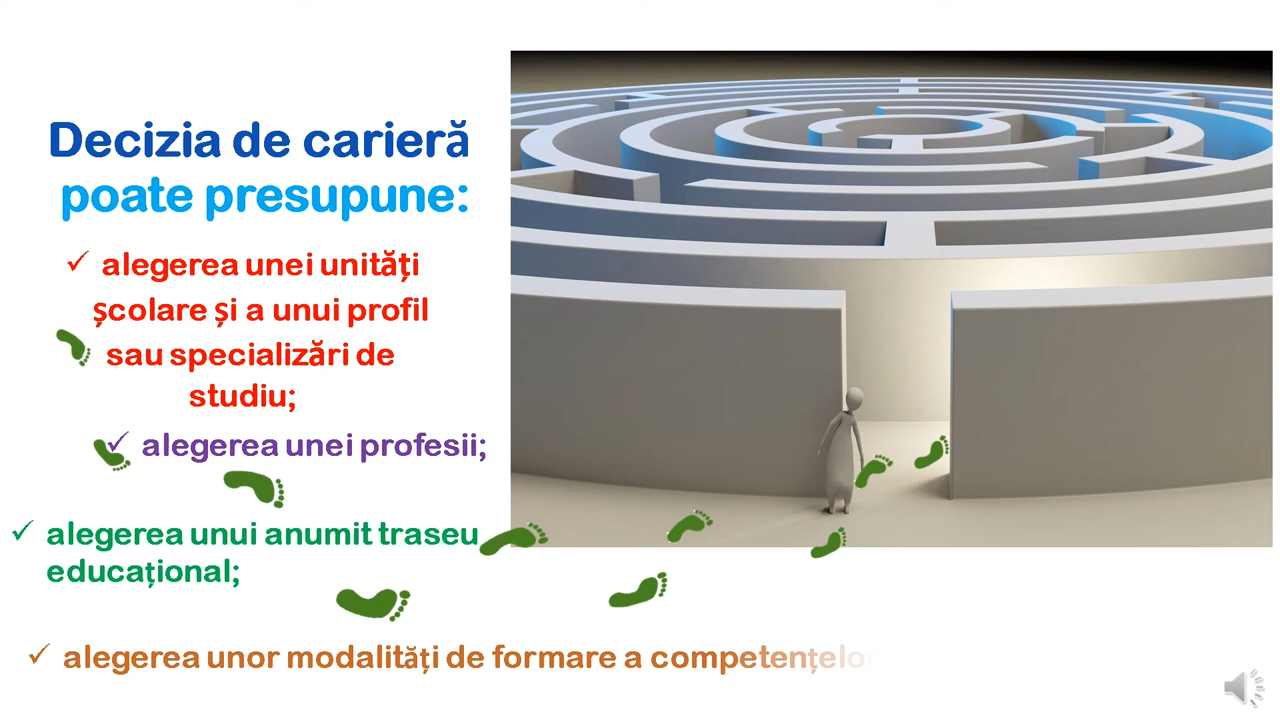 Decizia de carieră
poate presupune:
✓ alegerea unei unități
școlare și a unui profil
sau specializări de
studiu;
✓ alegerea unei profesii;
✓ alegerea unui anumit traseu
educațional;
✓ alegerea unor modalități de formare a competențelo